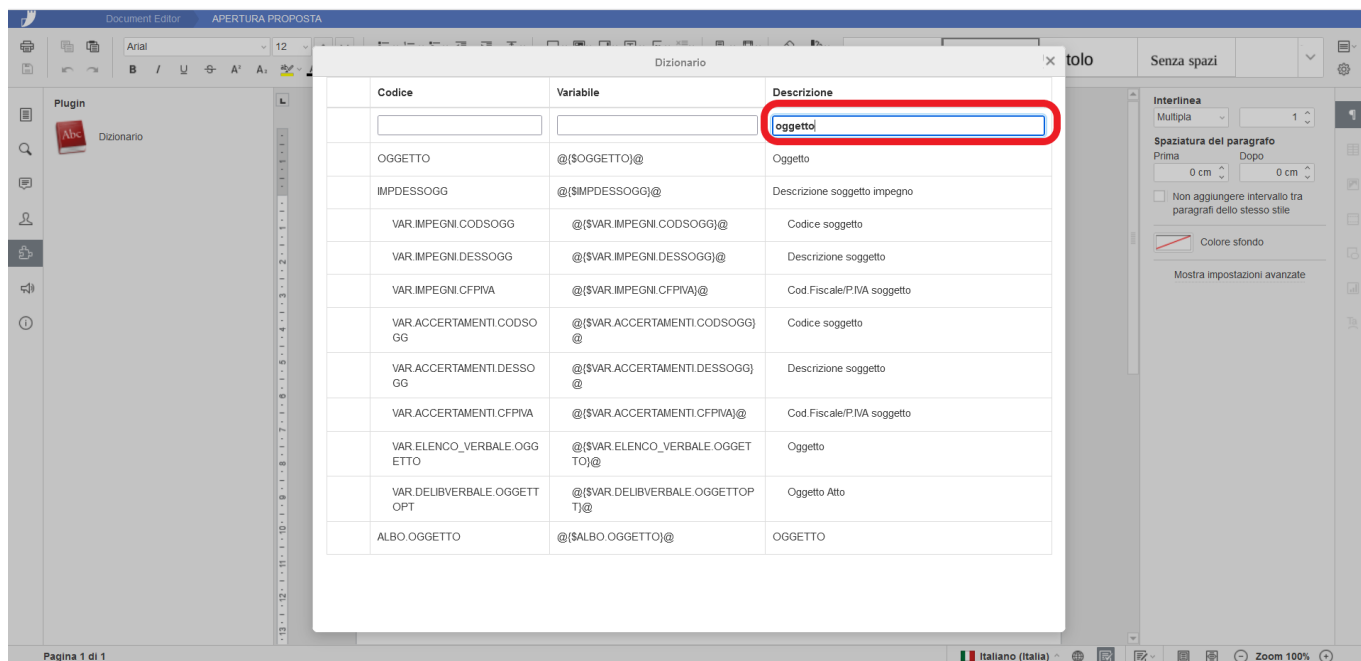 Document Editor
APERTURA PROPOSTA
Arial
12
B I U A² A₂
tolo
Senza spazi
Plugin
Abc
Dizionario
Dizionario
Codice Variabile Descrizione
oggetto
OGGETTO @{$OGGETTO}@ Oggetto
IMPDESSOGG @{$IMPDESSOGG}@ Descrizione soggetto impegno
VAR.IMPEGNI.CODSOGG @{$VAR.IMPEGNI.CODSOGG}@ Codice soggetto
VAR.IMPEGNI.DESSOGG @{$VAR.IMPEGNI.DESSOGG}@ Descrizione soggetto
VAR.IMPEGNI.CFPIVA @{$VAR.IMPEGNI.CFPIVA}@ Cod.Fiscale/P.IVA soggetto
VAR.ACCERTAMENTI.CODSO @{$VAR.ACCERTAMENTI.CODSOGG} Codice soggetto
GG @
VAR.ACCERTAMENTI.DESSO @{$VAR.ACCERTAMENTI.DESSOGG} Descrizione soggetto
GG @
VAR.ACCERTAMENTI.CFPIVA @{$VAR.ACCERTAMENTI.CFPIVA}@ Cod.Fiscale/P.IVA soggetto
VAR.ELENCO_VERBALE.OGG @{$VAR.ELENCO_VERBALE.OGGET Oggetto
ETTO TO}@
VAR.DELIBVERBALE.OGGETT @{$VAR.DELIBVERBALE.OGGETTOP Oggetto Atto
OPT T}@
ALBO.OGGETTO @{$ALBO.OGGETTO}@ OGGETTO
Interlinea
Multipla 1
Spaziatura del paragrafo
Prima Dopo
0 cm 0 cm
Non aggiungere intervallo tra
paragrafi dello stesso stile
Colore sfondo
Mostra impostazioni avanzate
Pagina 1 di 1
Italiano (Italia)
Zoom 100%